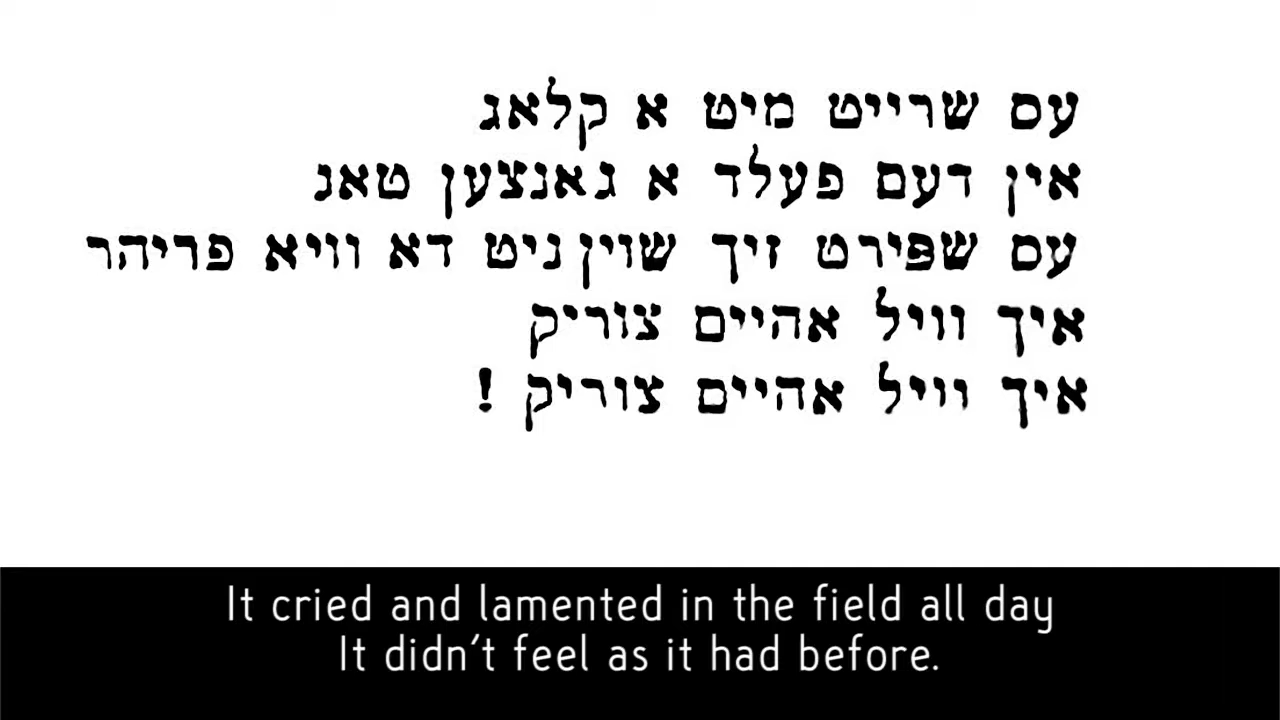 עס שרייט מיט א קלאג
אין דעם פעלד א גאנצען טאג
עס שפּירט זיך שוין ניט דא וויא פריהר
איך וויל אהיים צוריק
איך וויל אהיים צוריק !
It cried and lamented in the field all day
It didn't feel as it had before.